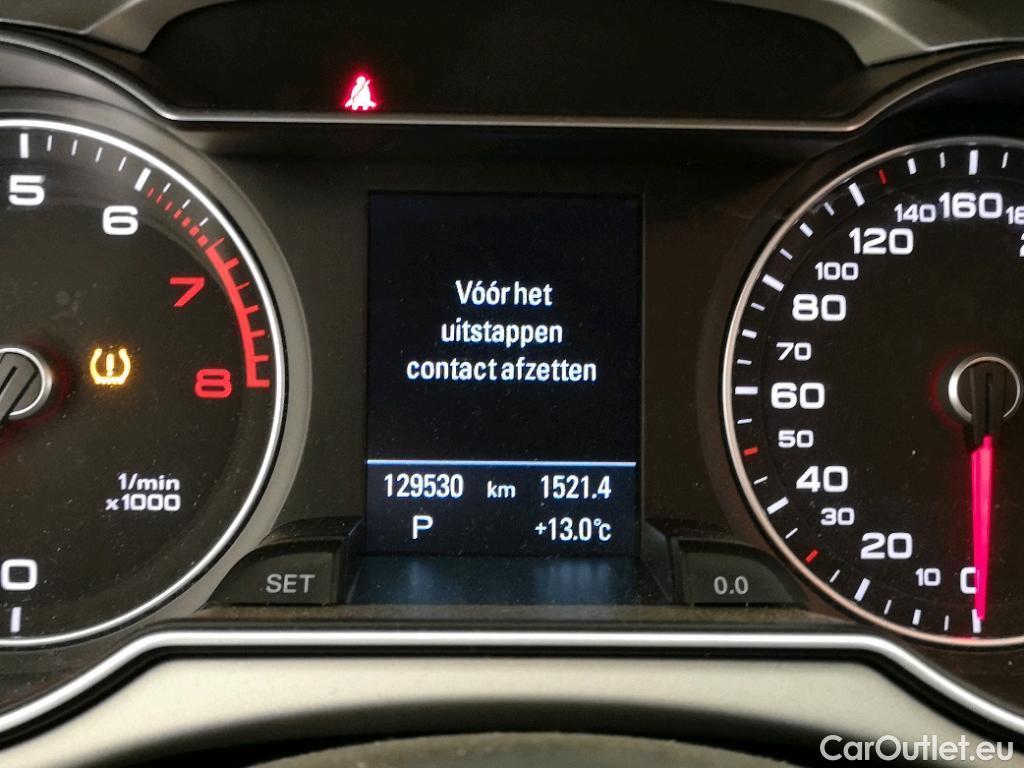 5
6
7
8
1/min
x1000
0
Vóór het
uitstappen
contact afzetten
129530 km 1521.4
P +13.0°c
SET
0.0
160
140
120
100
80
70
60
50
40
30
20
10
0
CarOutlet.eu